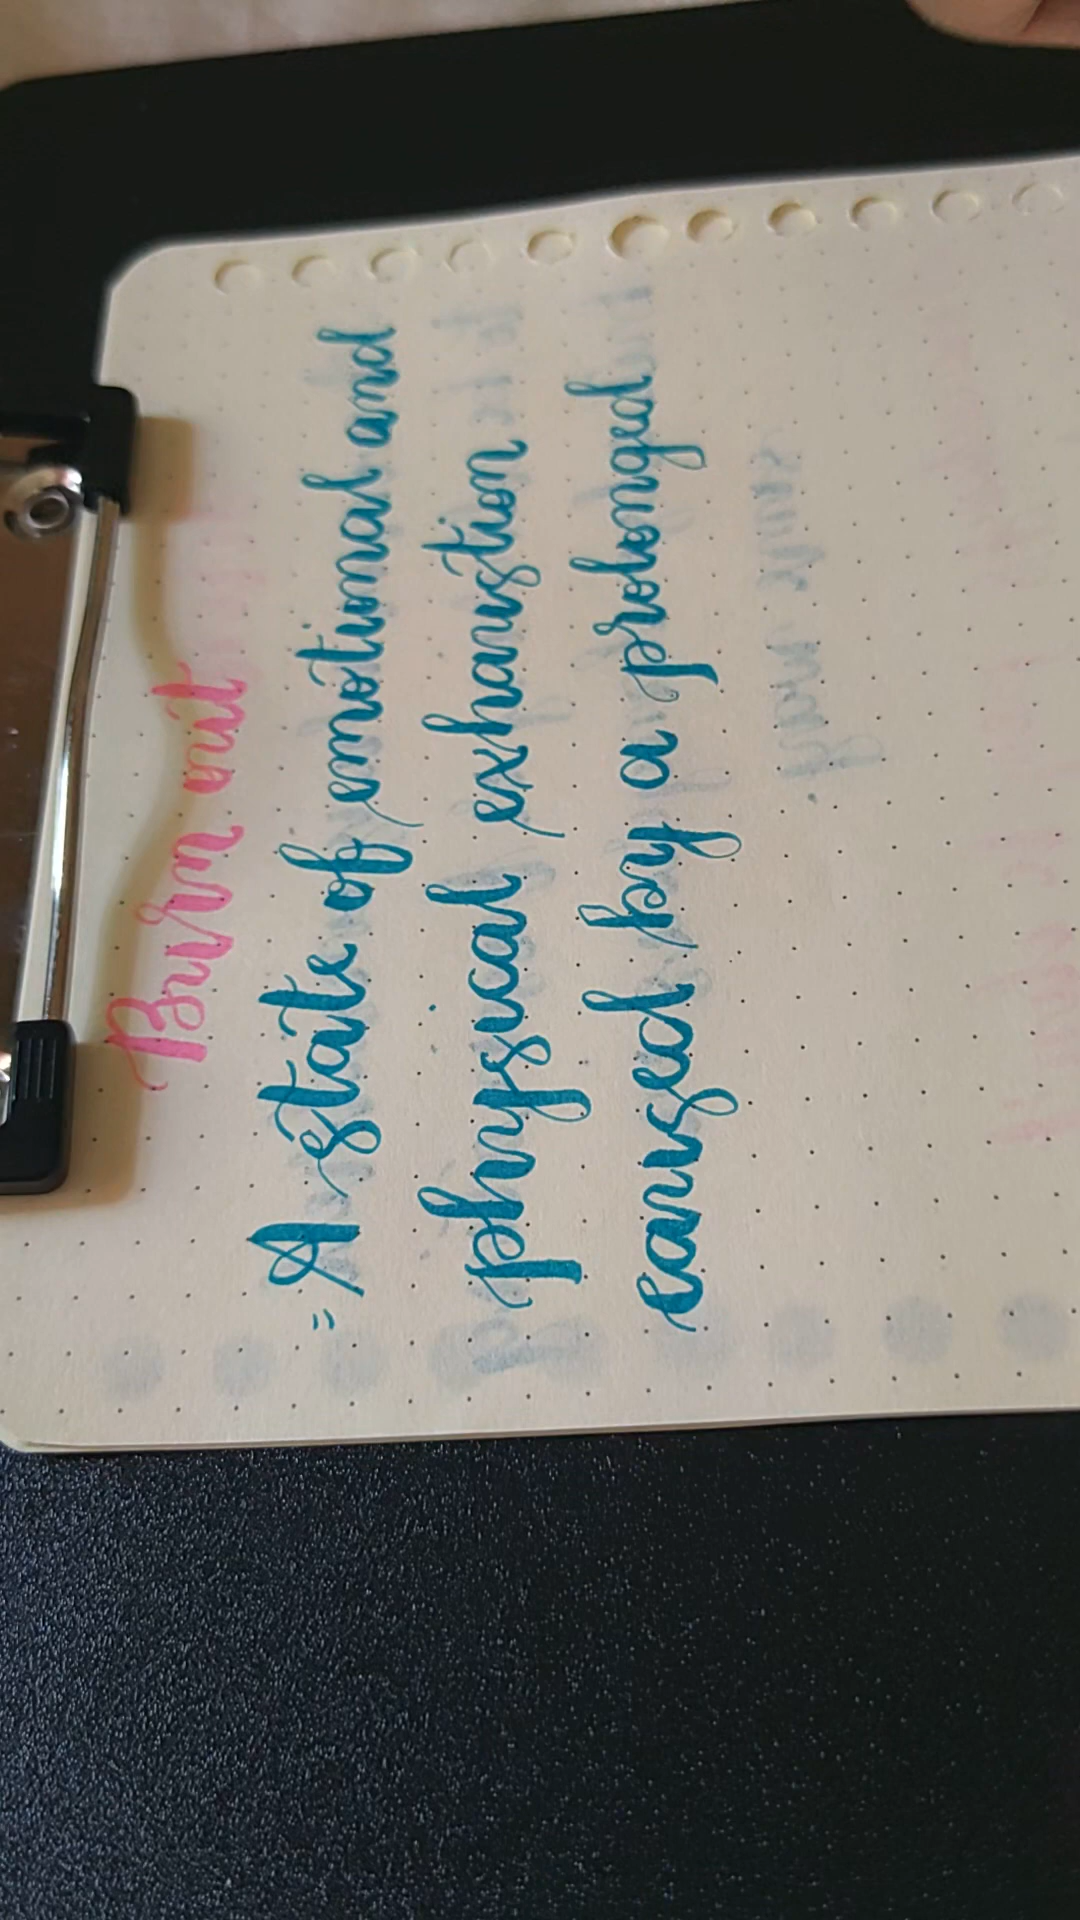 Burn out
= A state of emotional and
physical exhaustion
caused by a prolonged